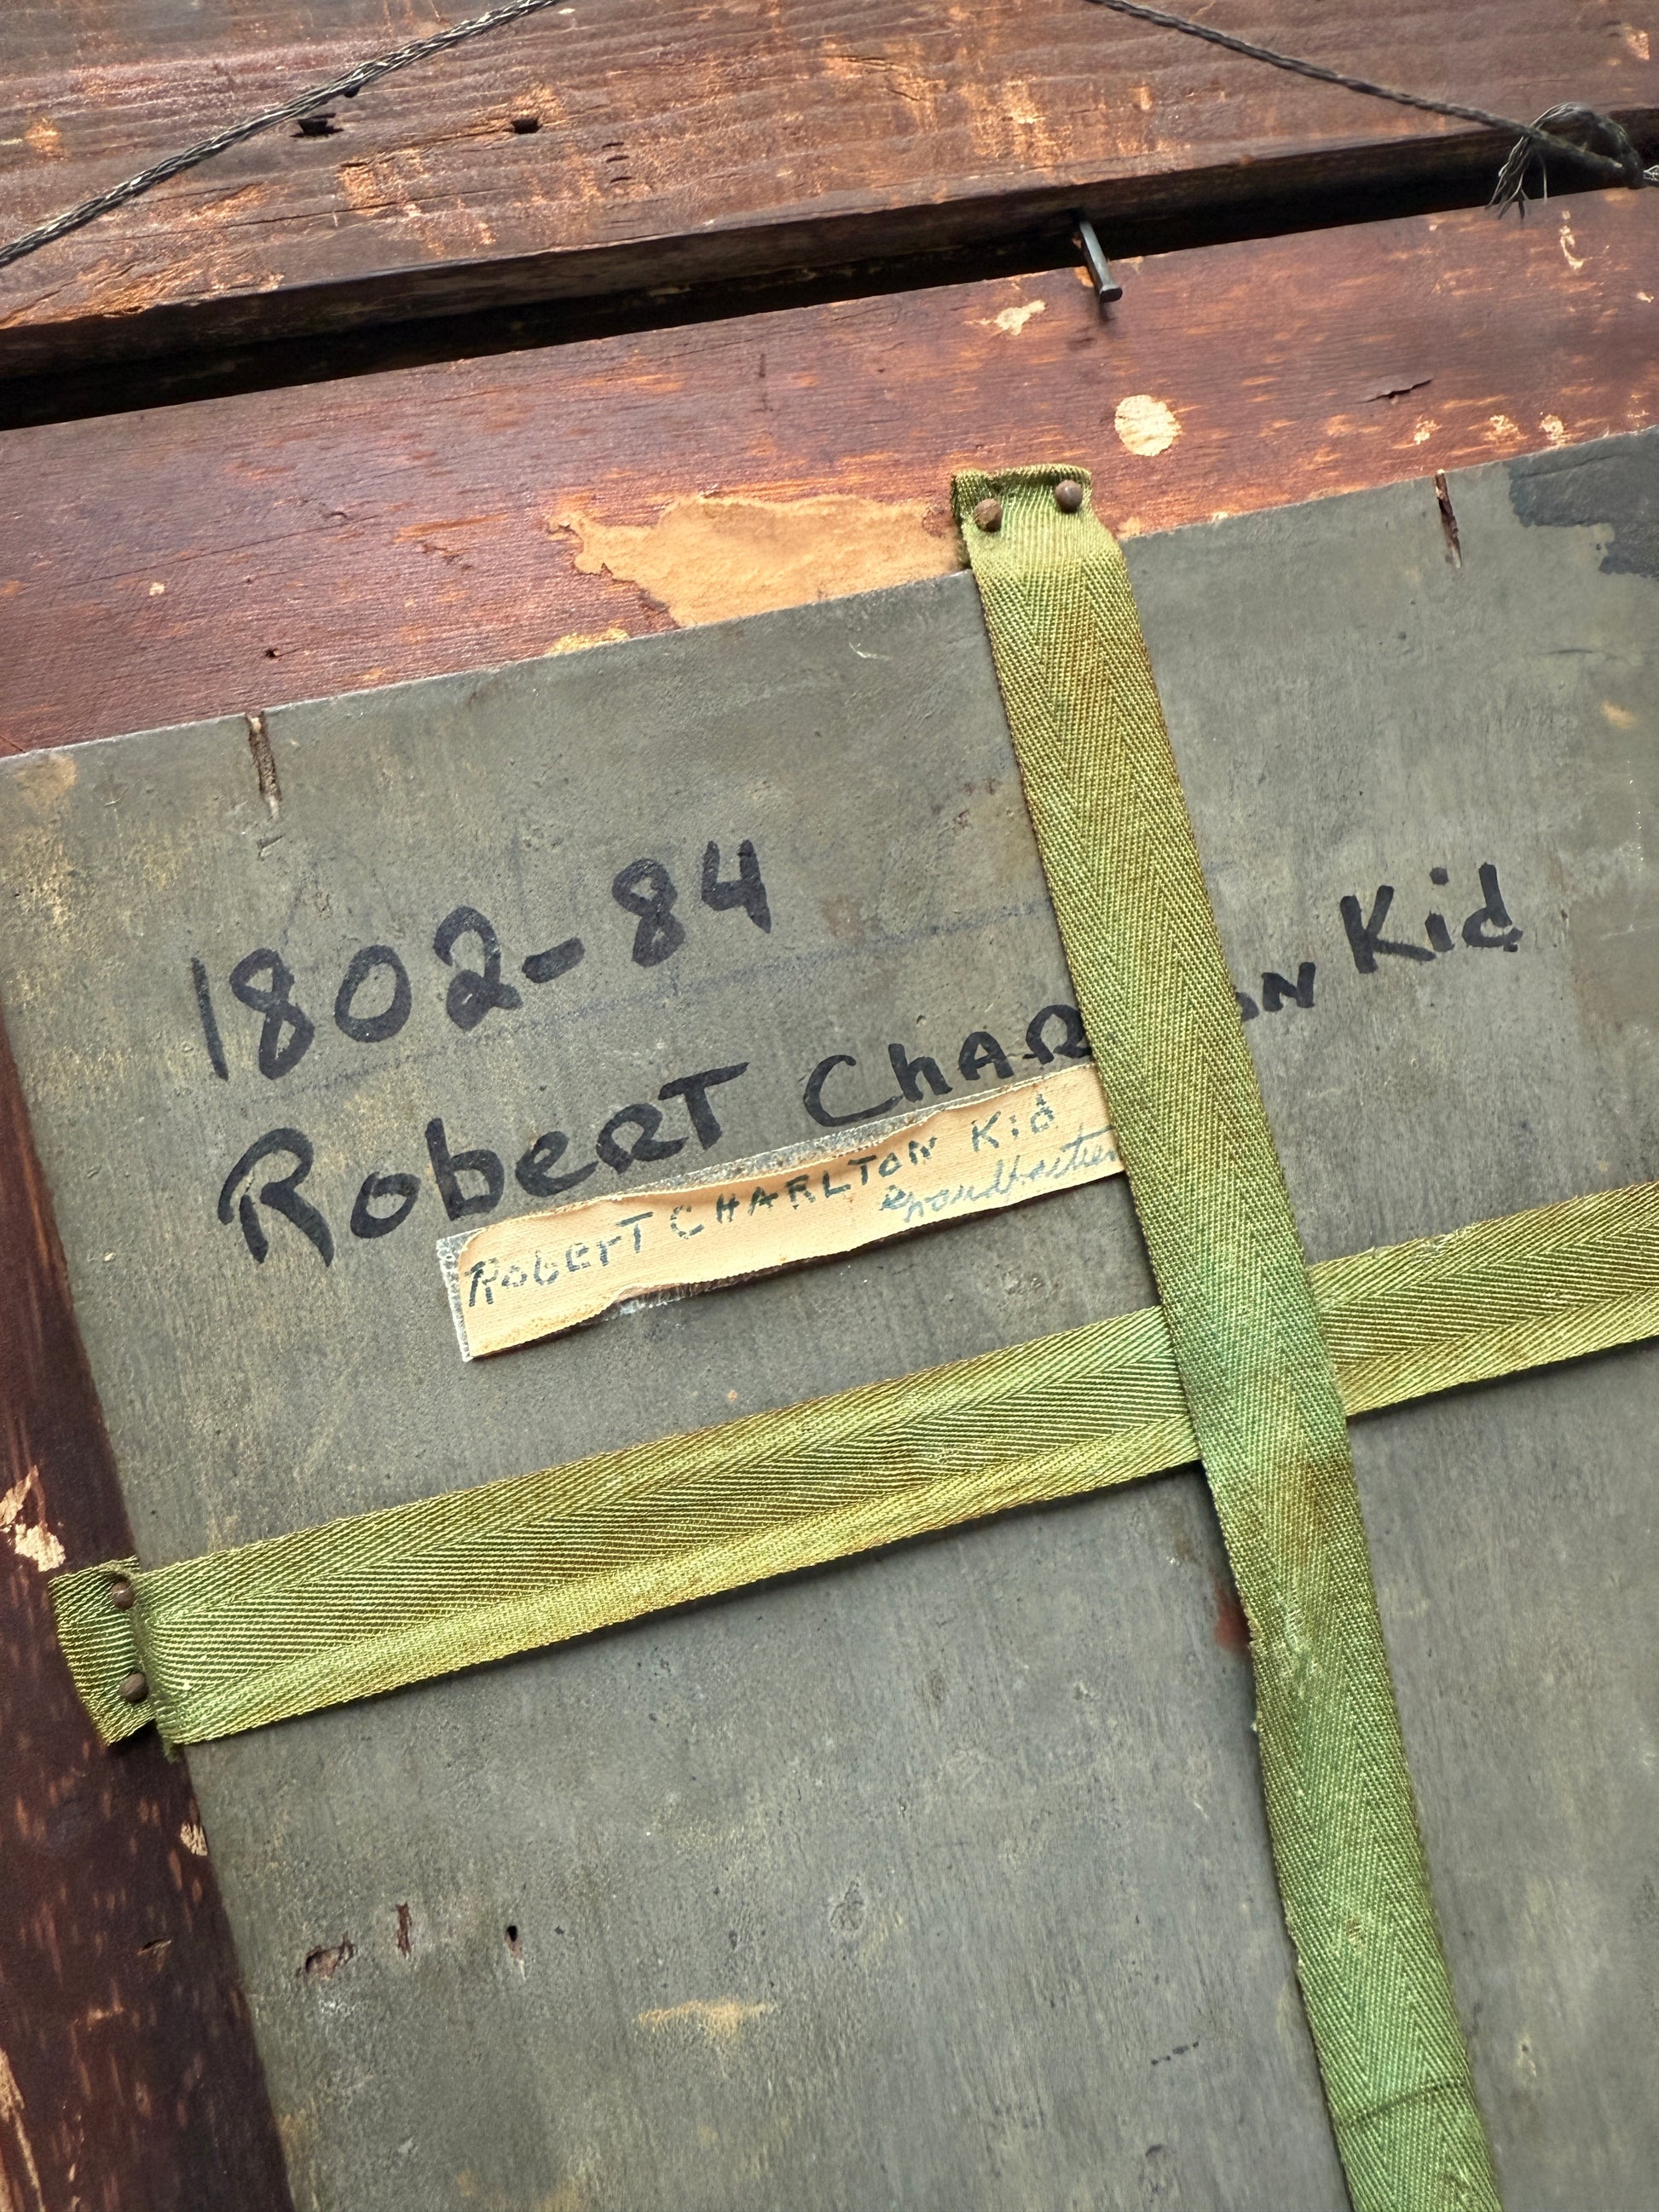 1802-84
RoberT ChAR ON Kid
RoberT CHARLTON Kid